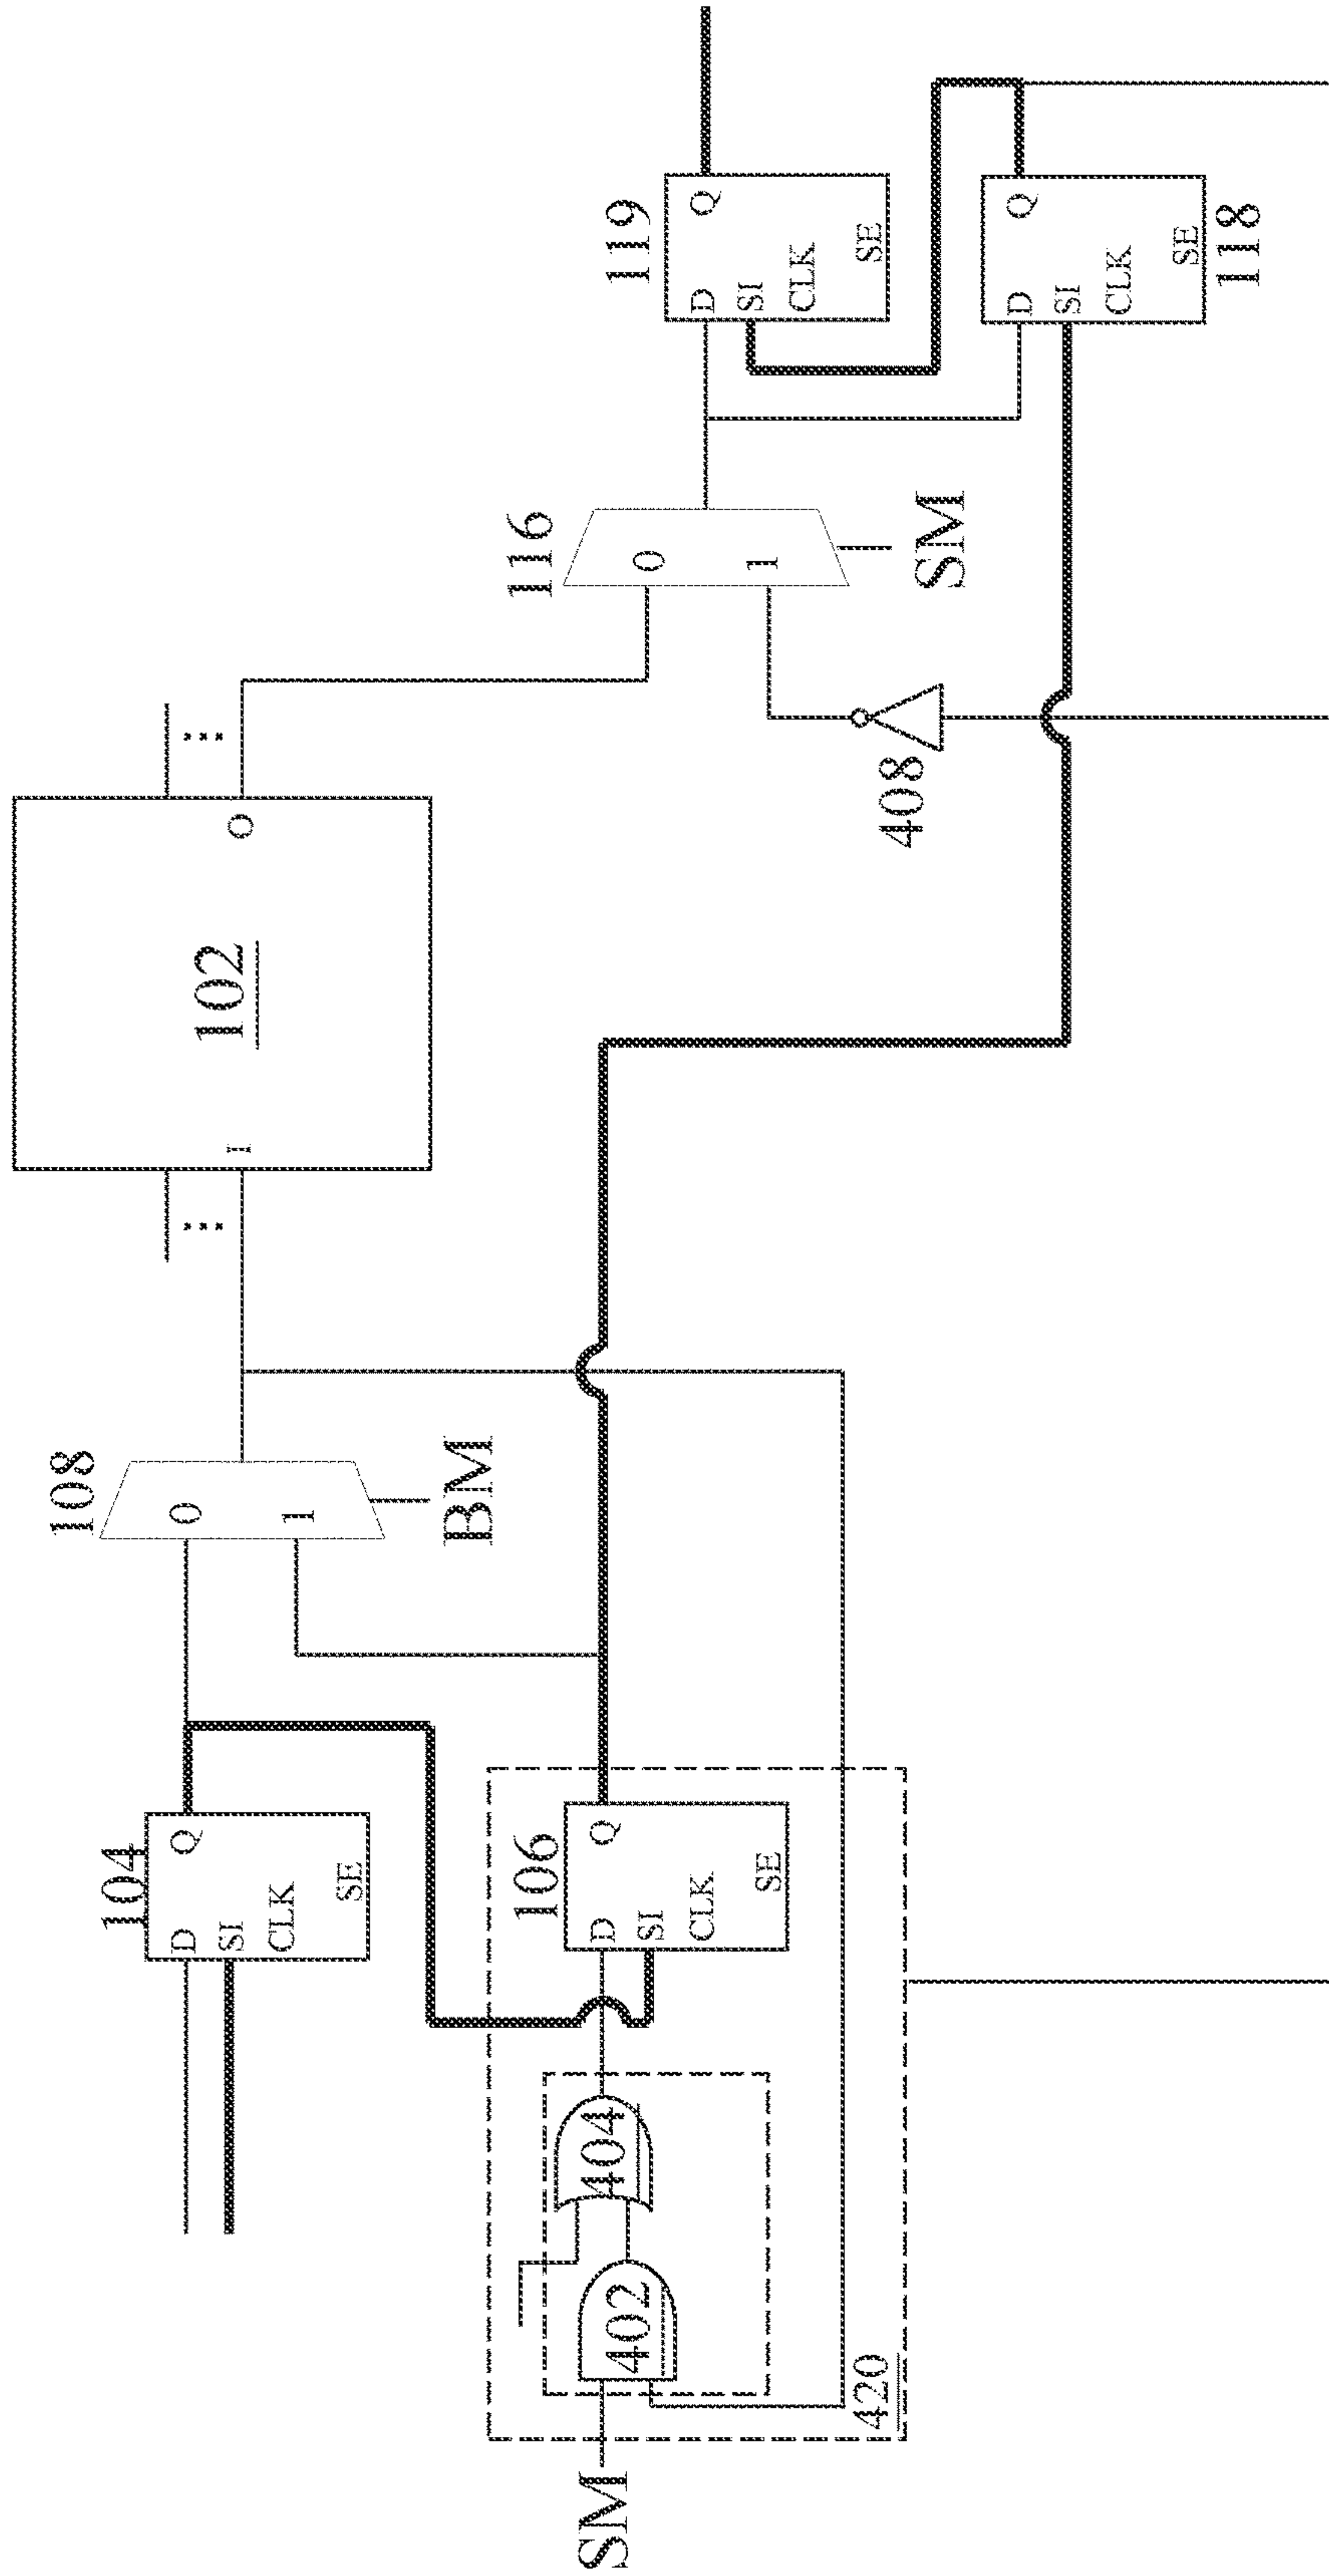 102
I
O
108
0
1
BM
104
D
Q
SI
CLK
SE
106
D
Q
SI
CLK
SE
SM
402
404
420
116
0
1
SM
408
119
D
Q
SI
CLK
SE
118
D
Q
SI
CLK
SE